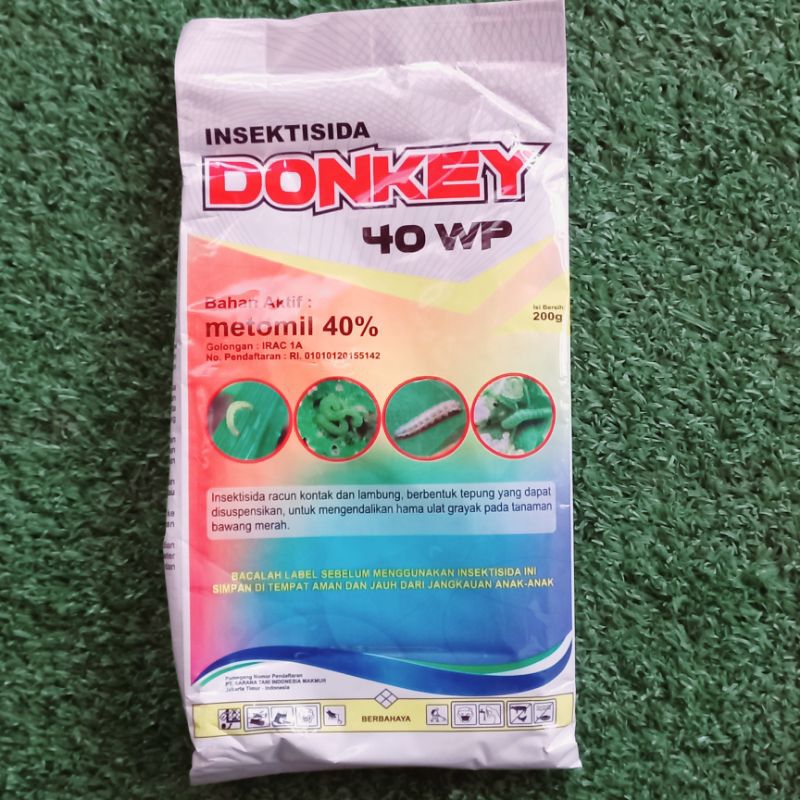 INSEKTISIDA
DONKEY
40 WP
Bahan Aktif :
metomil 40%
Golongan : IRAC 1A
No. Pendaftaran : RI. 01010120155142
Isi Bersih
200g
Insektisida racun kontak dan lambung, berbentuk tepung yang dapat
disuspensikan, untuk mengendalikan hama ulat grayak pada tanaman
bawang merah.
BACALAH LABEL SEBELUM MENGGUNAKAN INSEKTISIDA INI
SIMPAN DI TEMPAT AMAN DAN JAUH DARI JANGKAUAN ANAK-ANAK
Pemegang Nomor Pendaftaran
PT. SARANA TANI INDONESIA MAKMUR
Jakarta Timur - Indonesia
BERBAHAYA